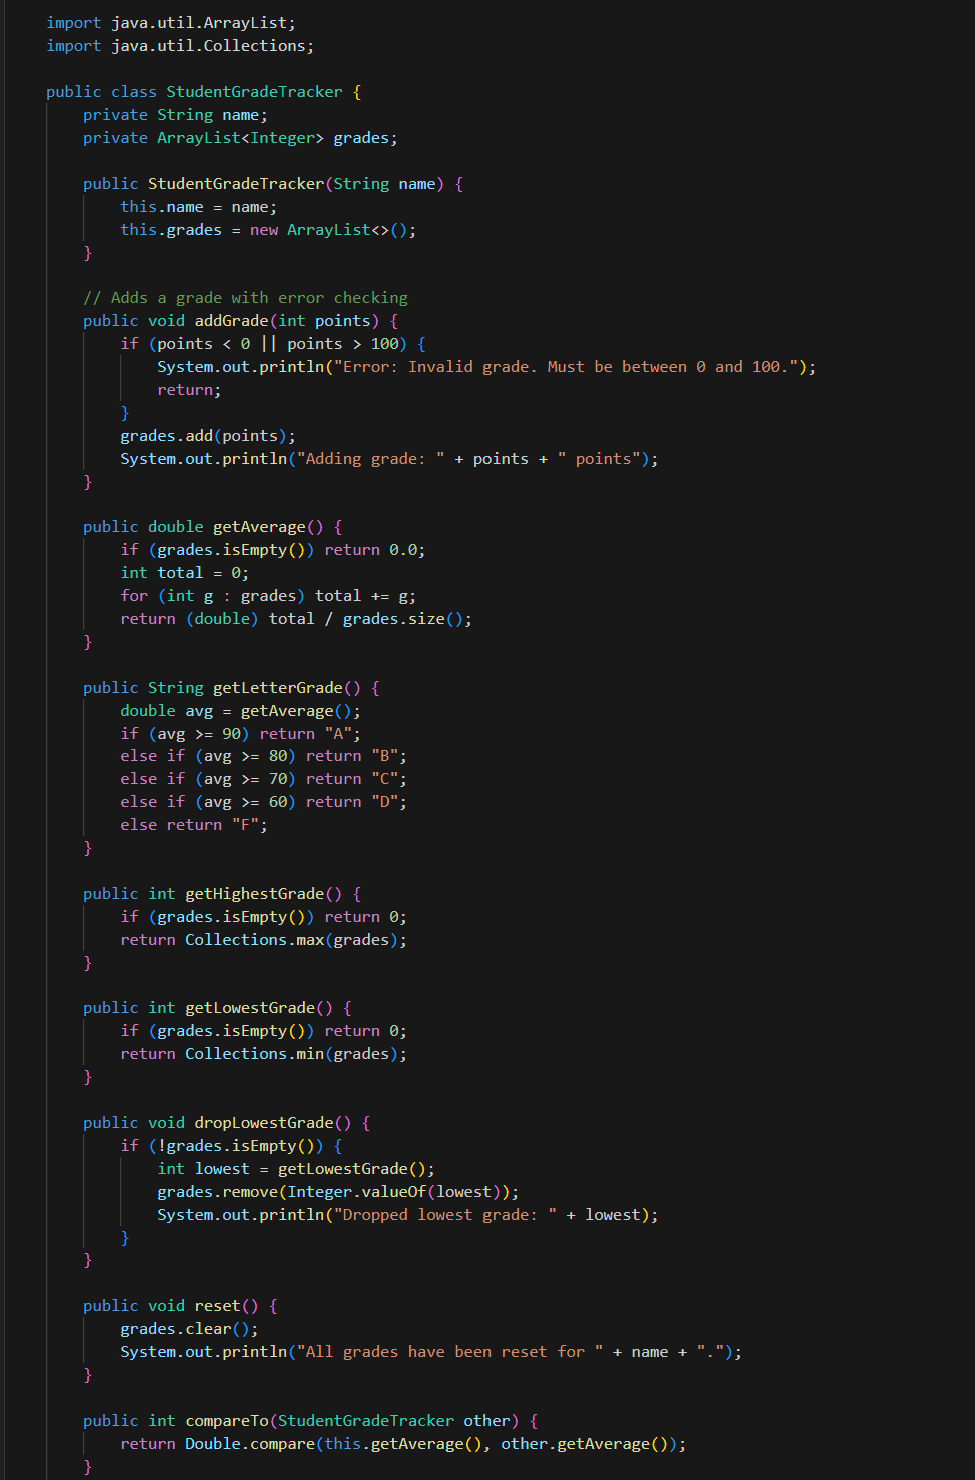 import java.util.ArrayList;
import java.util.Collections;

public class StudentGradeTracker {
    private String name;
    private ArrayList<Integer> grades;

    public StudentGradeTracker(String name) {
        this.name = name;
        this.grades = new ArrayList<>();
    }

    // Adds a grade with error checking
    public void addGrade(int points) {
        if (points < 0 || points > 100) {
            System.out.println("Error: Invalid grade. Must be between 0 and 100.");
            return;
        }
        grades.add(points);
        System.out.println("Adding grade: " + points + " points");
    }

    public double getAverage() {
        if (grades.isEmpty()) return 0.0;
        int total = 0;
        for (int g : grades) total += g;
        return (double) total / grades.size();
    }

    public String getLetterGrade() {
        double avg = getAverage();
        if (avg >= 90) return "A";
        else if (avg >= 80) return "B";
        else if (avg >= 70) return "C";
        else if (avg >= 60) return "D";
        else return "F";
    }

    public int getHighestGrade() {
        if (grades.isEmpty()) return 0;
        return Collections.max(grades);
    }

    public int getLowestGrade() {
        if (grades.isEmpty()) return 0;
        return Collections.min(grades);
    }

    public void dropLowestGrade() {
        if (!grades.isEmpty()) {
            int lowest = getLowestGrade();
            grades.remove(Integer.valueOf(lowest));
            System.out.println("Dropped lowest grade: " + lowest);
        }
    }

    public void reset() {
        grades.clear();
        System.out.println("All grades have been reset for " + name + ".");
    }

    public int compareTo(StudentGradeTracker other) {
        return Double.compare(this.getAverage(), other.getAverage());
    }